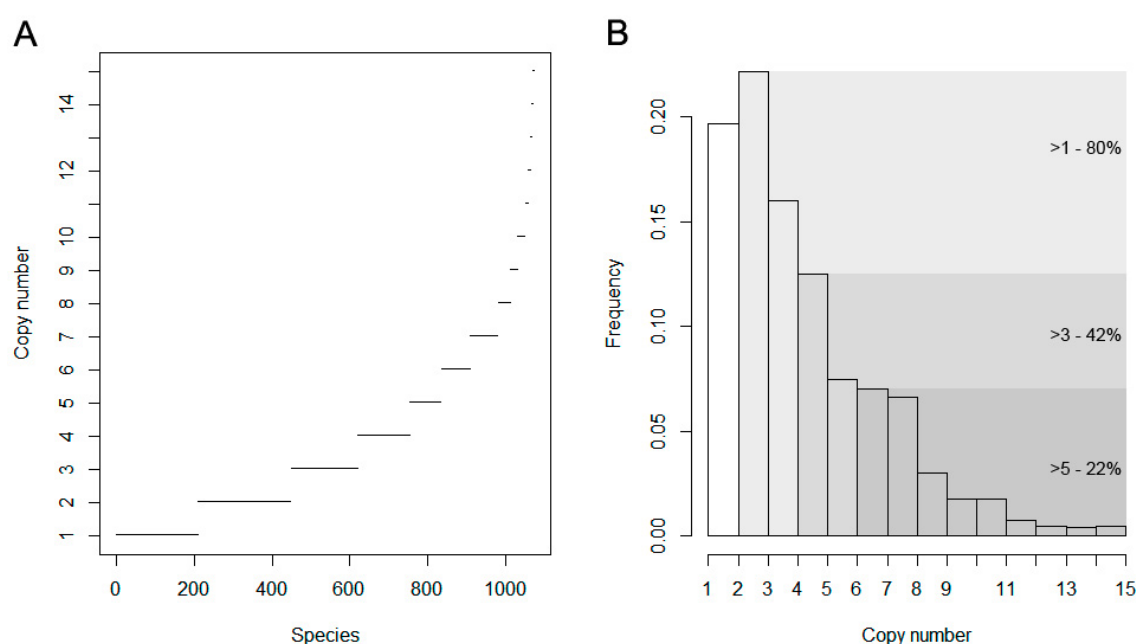 A
Copy number
1 2 3 4 5 6 7 8 9 10 12 14
0 200 400 600 800 1000
Species
B
Frequency
0.00 0.05 0.10 0.15 0.20
>1 - 80%
>3 - 42%
>5 - 22%
1 2 3 4 5 6 7 8 9 11 13 15
Copy number